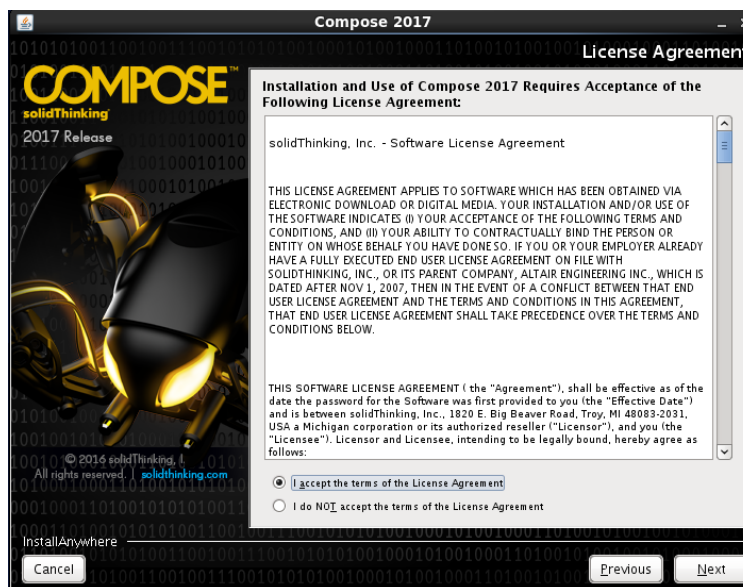 Compose 2017
License Agreement
COMPOSE™
solidThinking
2017 Release
Installation and Use of Compose 2017 Requires Acceptance of the
Following License Agreement:
solidThinking, Inc. - Software License Agreement
THIS LICENSE AGREEMENT APPLIES TO SOFTWARE WHICH HAS BEEN OBTAINED VIA
ELECTRONIC DOWNLOAD OR DIGITAL MEDIA. YOUR INSTALLATION AND/OR USE OF
THE SOFTWARE INDICATES (I) YOUR ACCEPTANCE OF THE FOLLOWING TERMS AND
CONDITIONS, AND (II) YOUR ABILITY TO CONTRACTUALLY BIND THE PERSON OR
ENTITY ON WHOSE BEHALF YOU HAVE DONE SO. IF YOU OR YOUR EMPLOYER ALREADY
HAVE A FULLY EXECUTED END USER LICENSE AGREEMENT ON FILE WITH
SOLIDTHINKING, INC., OR ITS PARENT COMPANY, ALTAIR ENGINEERING INC., WHICH IS
DATED AFTER NOV 1, 2007, THEN IN THE EVENT OF A CONFLICT BETWEEN THAT END
USER LICENSE AGREEMENT AND THE TERMS AND CONDITIONS IN THIS AGREEMENT,
THAT END USER LICENSE AGREEMENT SHALL TAKE PRECEDENCE OVER THE TERMS AND
CONDITIONS BELOW.
THIS SOFTWARE LICENSE AGREEMENT ( the "Agreement"), shall be effective as of the
date the password for the Software was first provided to you (the "Effective Date")
and is between solidThinking, Inc., 1820 E. Big Beaver Road, Troy, MI 48083-2031,
USA a Michigan corporation or its authorized reseller ("Licensor"), and you (the
"Licensee"). Licensor and Licensee, intending to be legally bound, hereby agree as
follows:
© 2016 solidThinking, I
All rights reserved. | solidthinking.com
I accept the terms of the License Agreement
I do NOT accept the terms of the License Agreement
InstallAnywhere
Cancel
Previous
Next